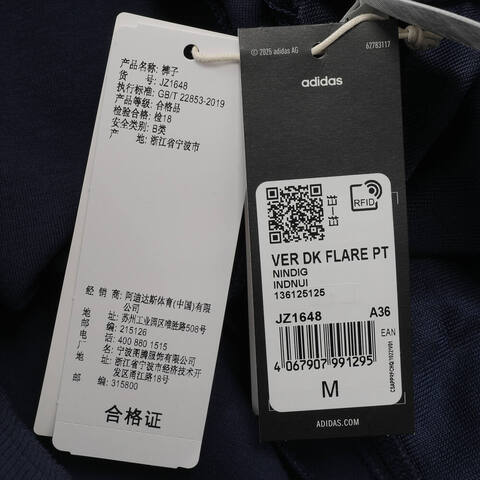 产品名称: 裤子
货 号: JZ1648
执行标准: GB/T 22853-2019
产品等级: 合格品
检验合格: 检18
安全类别: B类
产 地: 浙江省宁波市
经 销 商: 阿迪达斯体育(中国)有限
公司
地 址: 苏州工业园区唯胜路508号
邮 编: 215126
电 话: 400 880 1515
制 造 商: 宁波图腾服饰有限公司
地 址: 浙江省宁波市经济技术开
发区甬江路18号
邮 编: 315800
合格证
© 2025 adidas AG
62783117
adidas
RFID
VER DK FLARE PT
NINDIG
INDNUI
136125125
JZ1648
A36
EAN
4 067907 991295
M
ADIDAS.COM